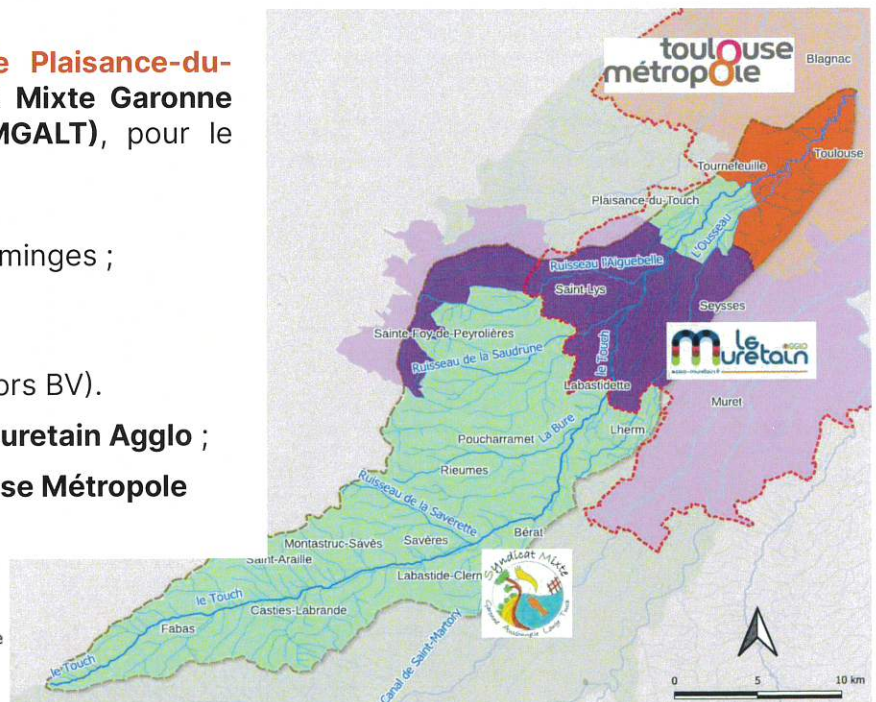 e Plaisance-du-
Mixte Garonne
MGALT), pour le
minges ;
ors BV).
uretain Agglo ;
se Métropole
toulouse
métropole
Blagnac
Toulouse
Tournefeuille
Plaisance-du-Touch
L'Ousseau
Ruisseau l'Aiguebelle
Saint-Lys
Seysses
Sainte-Foy-de-Peyrolières
Ruisseau de la Saudrune
le Touch
le
Muretain
AGGLO
Labastidette
Muret
Poucharramet
La Bure
Lherm
Rieumes
Ruisseau de la Saverette
Bérat
Montastruc-Savès
Savères
Saint-Araille
Labastide-Clerm
Syndicat Mixte
Garonne Aussonnelle Louge Touch
le Touch
Casties-Labrande
Fabas
e
le Touch
Canal de Saint-Martory
0
5
10 km